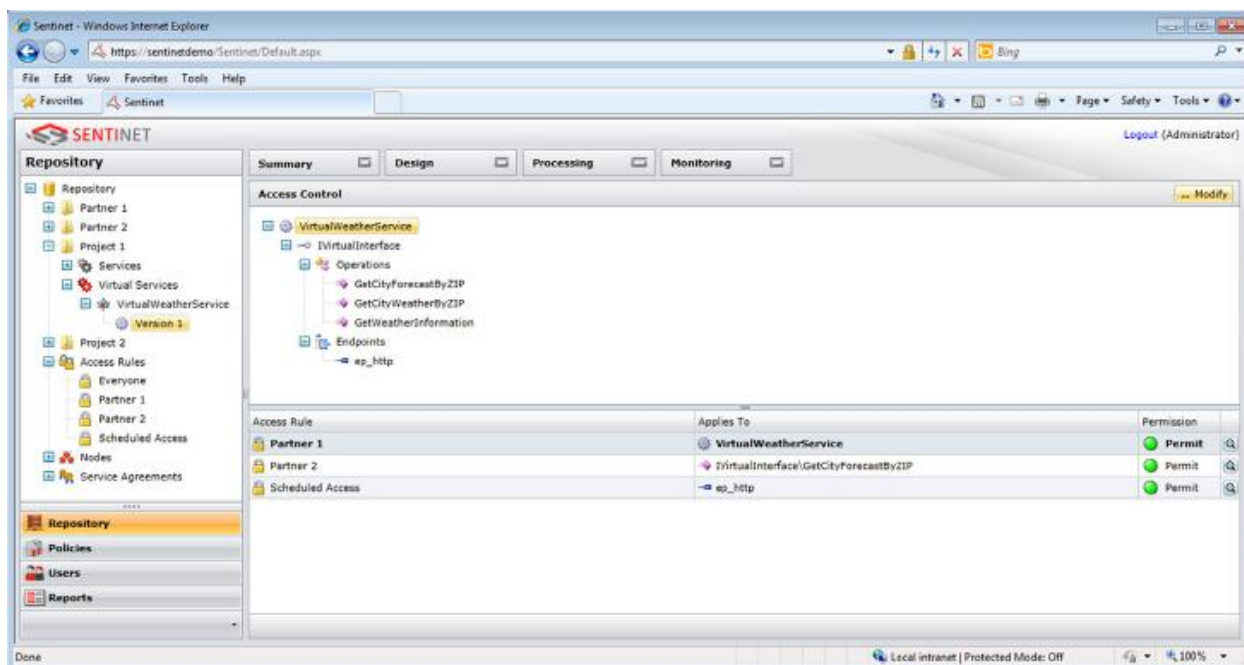 Sentinet - Windows Internet Explorer
https://sentinetdemo/Sentinet/Default.aspx
Bing
File Edit View Favorites Tools Help
Favorites Sentinet Page Safety Tools
SENTINET Logout (Administrator)
Repository Summary Design Processing Monitoring
Repository
Partner 1
Partner 2
Project 1
Services
Virtual Services
VirtualWeatherService
Version 1
Project 2
Access Rules
Everyone
Partner 1
Partner 2
Scheduled Access
Nodes
Service Agreements
Repository
Policies
Users
Reports
Access Control ... Modify
VirtualWeatherService
IVirtualInterface
Operations
GetCityForecastByZIP
GetCityWeatherByZIP
GetWeatherInformation
Endpoints
ep_http
Access Rule Applies To Permission
Partner 1 VirtualWeatherService Permit
Partner 2 IVirtualInterface\GetCityForecastByZIP Permit
Scheduled Access ep_http Permit
Done Local intranet | Protected Mode: Off 100%